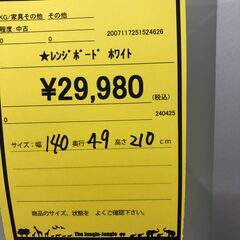 KG/家具その他 その他
程度:中古 2007117251524626
0 0
★ﾚﾝｼﾞﾎﾞｰﾄﾞ ﾎﾜｲﾄ
¥29,980
(税込)
0 240425
サイズ:幅 140 奥行 49 高さ 210 cm
商品のサイズ、状態を よくご確認下さい。
The Jungle-Jungle